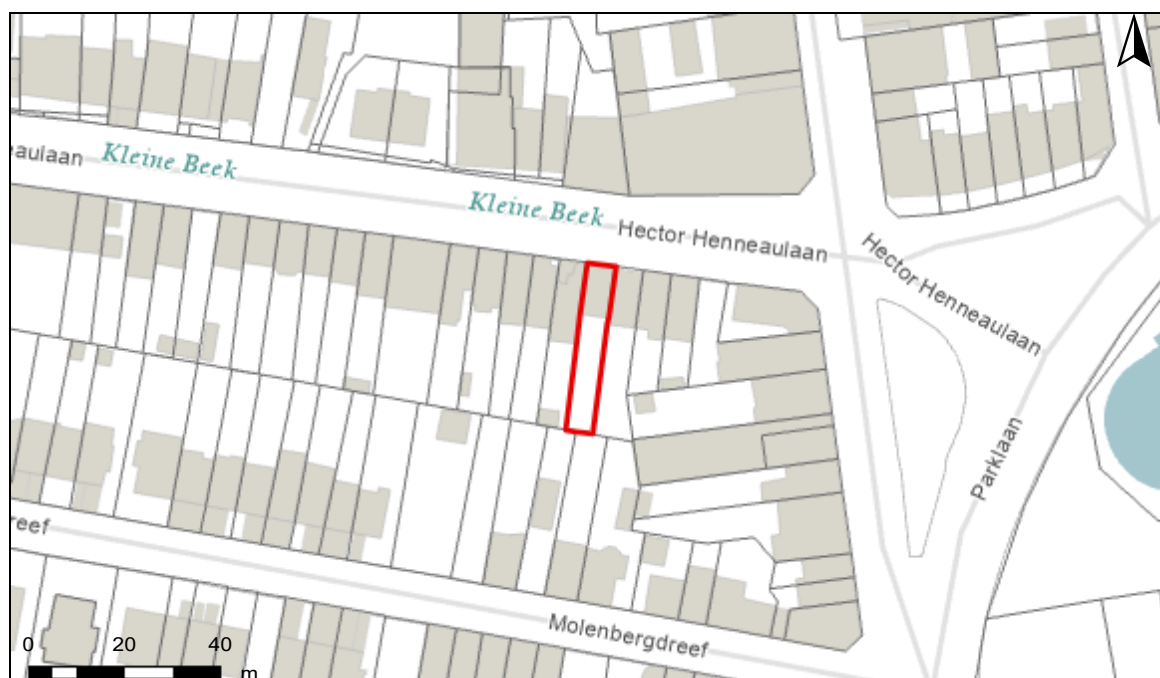 eaulaan
Kleine Beek
Kleine Beek
Hector Henneaulaan
Hector Henneaulaan
Parklaan
reef
Molenbergdreef
0 20 40
m